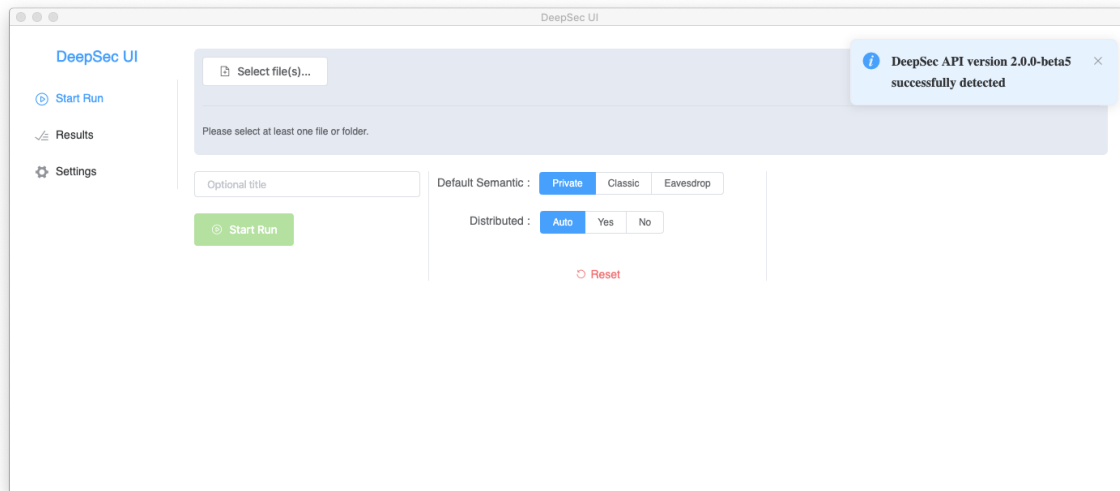 DeepSec UI
DeepSec UI
Start Run
Results
Settings
Select file(s)...
Please select at least one file or folder.
DeepSec API version 2.0.0-beta5
successfully detected
Optional title
Start Run
Default Semantic : Private Classic Eavesdrop
Distributed : Auto Yes No
Reset